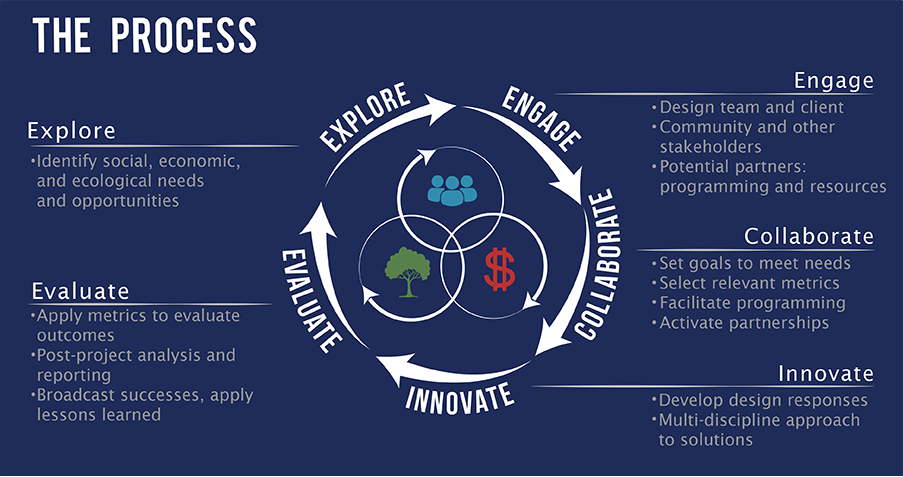 THE PROCESS
Explore
•Identify social, economic,
and ecological needs
and opportunities
Evaluate
•Apply metrics to evaluate
outcomes
•Post-project analysis and
reporting
•Broadcast successes, apply
lessons learned
EXPLORE
ENGAGE
COLLABORATE
INNOVATE
EVALUATE
$
Engage
•Design team and client
•Community and other
stakeholders
•Potential partners:
programming and resources
Collaborate
•Set goals to meet needs
•Select relevant metrics
•Facilitate programming
•Activate partnerships
Innovate
•Develop design responses
•Multi-discipline approach
to solutions